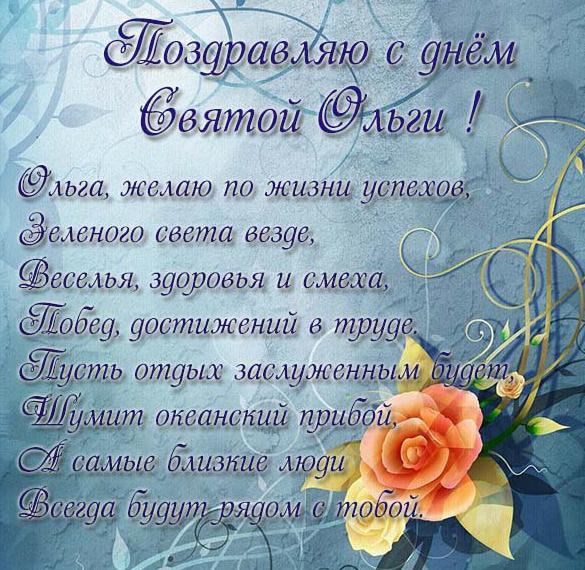 Поздравляю с днём
Святой Ольги !
Ольга, желаю по жизни успехов,
Зеленого света везде,
Веселья, здоровья и смеха,
Побед, достижений в труде.
Пусть отдых заслуженным будет,
Шумит океанский прибой,
А самые близкие люди
Всегда будут рядом с тобой.